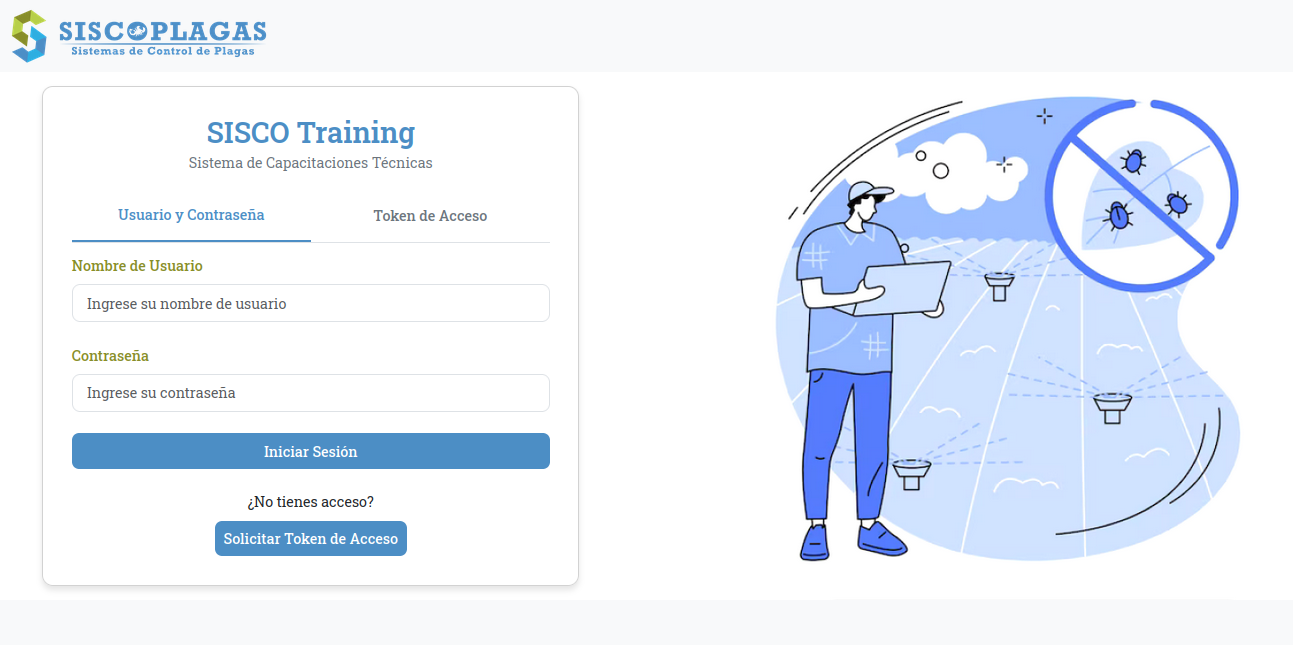 SISCOPLAGAS
Sistemas de Control de Plagas
SISCO Training
Sistema de Capacitaciones Técnicas
Usuario y Contraseña
Token de Acceso
Nombre de Usuario
Ingrese su nombre de usuario
Contraseña
Ingrese su contraseña
Iniciar Sesión
¿No tienes acceso?
Solicitar Token de Acceso